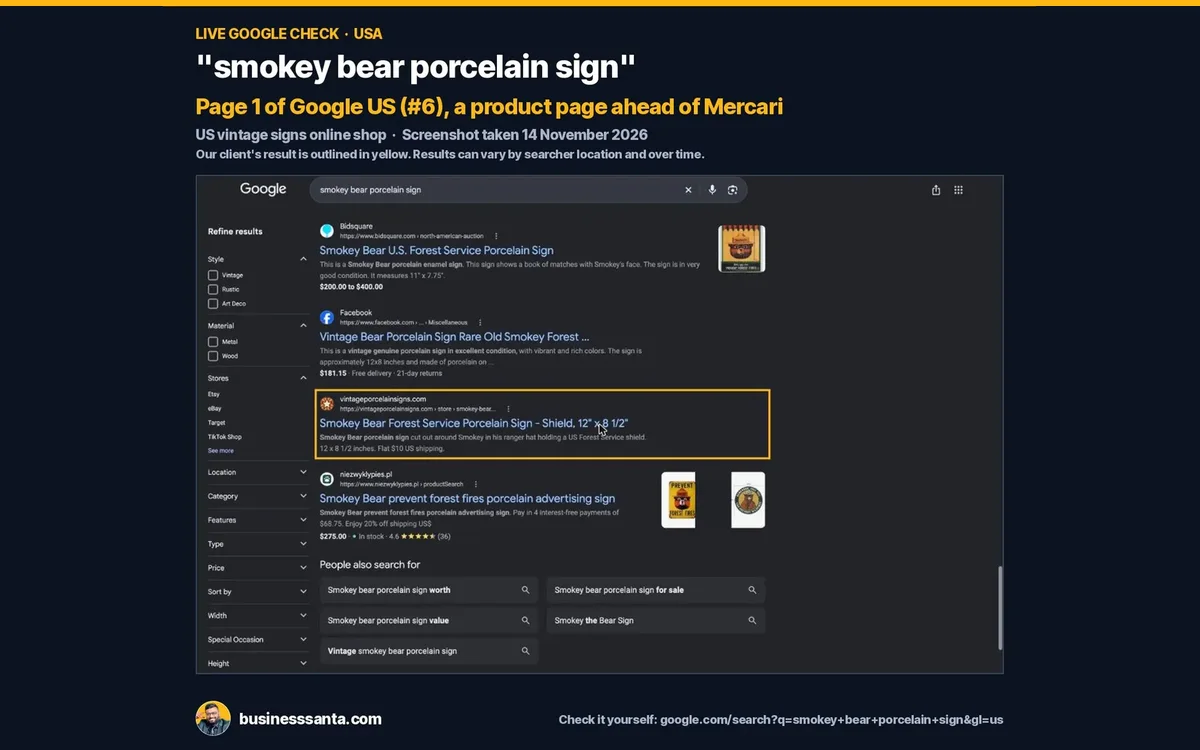 LIVE GOOGLE CHECK · USA
"smokey bear porcelain sign"
Page 1 of Google US (#6), a product page ahead of Mercari
US vintage signs online shop · Screenshot taken 14 November 2026
Our client's result is outlined in yellow. Results can vary by searcher location and over time.
Google
smokey bear porcelain sign
Refine results
Style
Vintage
Rustic
Art Deco
Material
Metal
Wood
Stores
Etsy
eBay
Target
TikTok Shop
See more
Location
Category
Features
Type
Price
Sort by
Width
Special Occasion
Height
Bidsquare
https://www.bidsquare.com › north-american-auction
Smokey Bear U.S. Forest Service Porcelain Sign
This is a Smokey Bear porcelain enamel sign. This sign shows a book of matches with Smokey's face. The sign is in very
good condition. It measures 11" x 7.75".
$200.00 to $400.00
Facebook
https://www.facebook.com › ... › Miscellaneous
Vintage Bear Porcelain Sign Rare Old Smokey Forest ...
This is a vintage genuine porcelain sign in excellent condition, with vibrant and rich colors. The sign is
approximately 12x8 inches and made of porcelain on ...
$181.15 · Free delivery · 21-day returns
vintageporcelainsigns.com
https://vintageporcelainsigns.com › store › smokey-bear...
Smokey Bear Forest Service Porcelain Sign - Shield, 12" x 8 1/2"
Smokey Bear porcelain sign cut out around Smokey in his ranger hat holding a US Forest Service shield.
12 x 8 1/2 inches. Flat $10 US shipping.
niezwyklypies.pl
https://www.niezwyklypies.pl › productSearch
Smokey Bear prevent forest fires porcelain advertising sign
Smokey Bear prevent forest fires porcelain advertising sign. Pay in 4 interest-free payments of
$68.75. Enjoy 20% off shipping US$
$275.00 · In stock · 4.6 ★★★★★ (36)
PREVENT
FOREST FIRES
People also search for
Smokey bear porcelain sign worth
Smokey bear porcelain sign for sale
Smokey bear porcelain sign value
Smokey the Bear Sign
Vintage smokey bear porcelain sign
businesssanta.com
Check it yourself: google.com/search?q=smokey+bear+porcelain+sign&gl=us